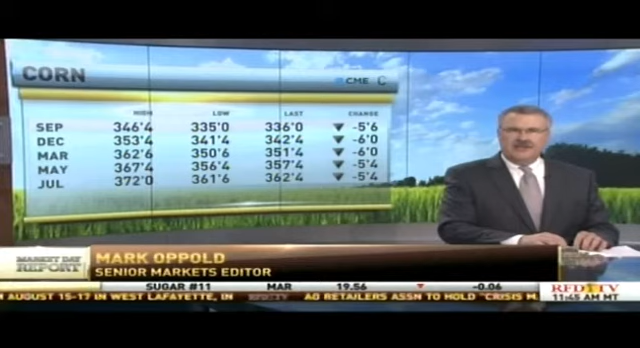 CORN
CME C
HIGH LOW LAST CHANGE
SEP 346'4 335'0 336'0 -5'6
DEC 353'4 341'4 342'4 -6'0
MAR 362'6 350'6 351'4 -6'0
MAY 367'4 356'4 357'4 -5'4
JUL 372'0 361'6 362'4 -5'4
MARKET DAY
REPORT
MARK OPPOLD
SENIOR MARKETS EDITOR
SUGAR #11 MAR 19.56 -0.06
RFD TV
AUGUST 15-17 IN WEST LAFAYETTE, IN RFD TV AG RETAILERS ASSN TO HOLD "CRISIS M
11:45 AM MT